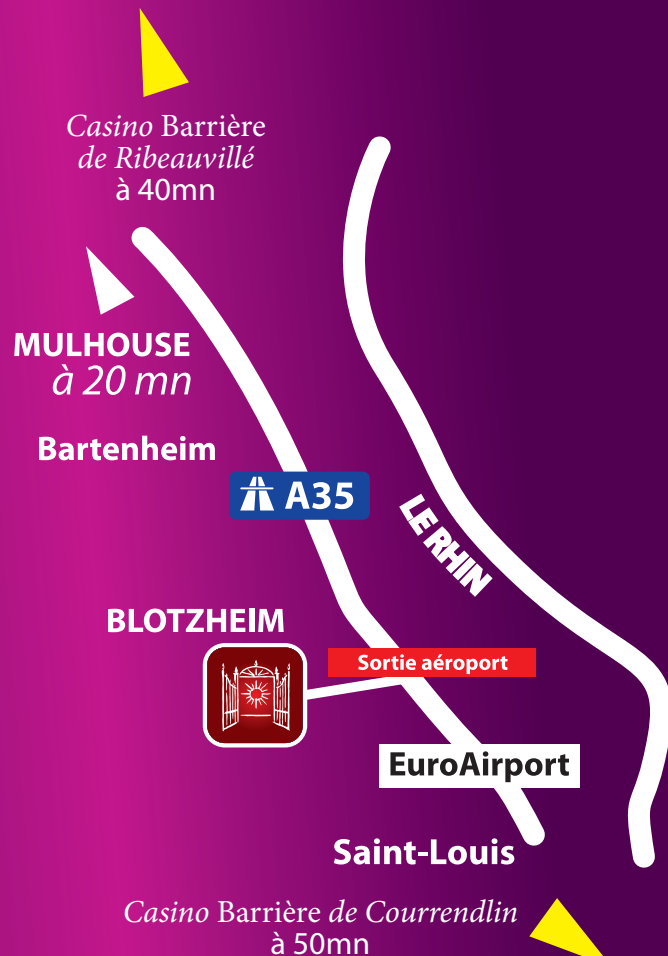 Casino Barrière
de Ribeauvillé
à 40mn
MULHOUSE
à 20 mn
Bartenheim
A35
LE RHIN
BLOTZHEIM
Sortie aéroport
EuroAirport
Saint-Louis
Casino Barrière de Courrendlin
à 50mn